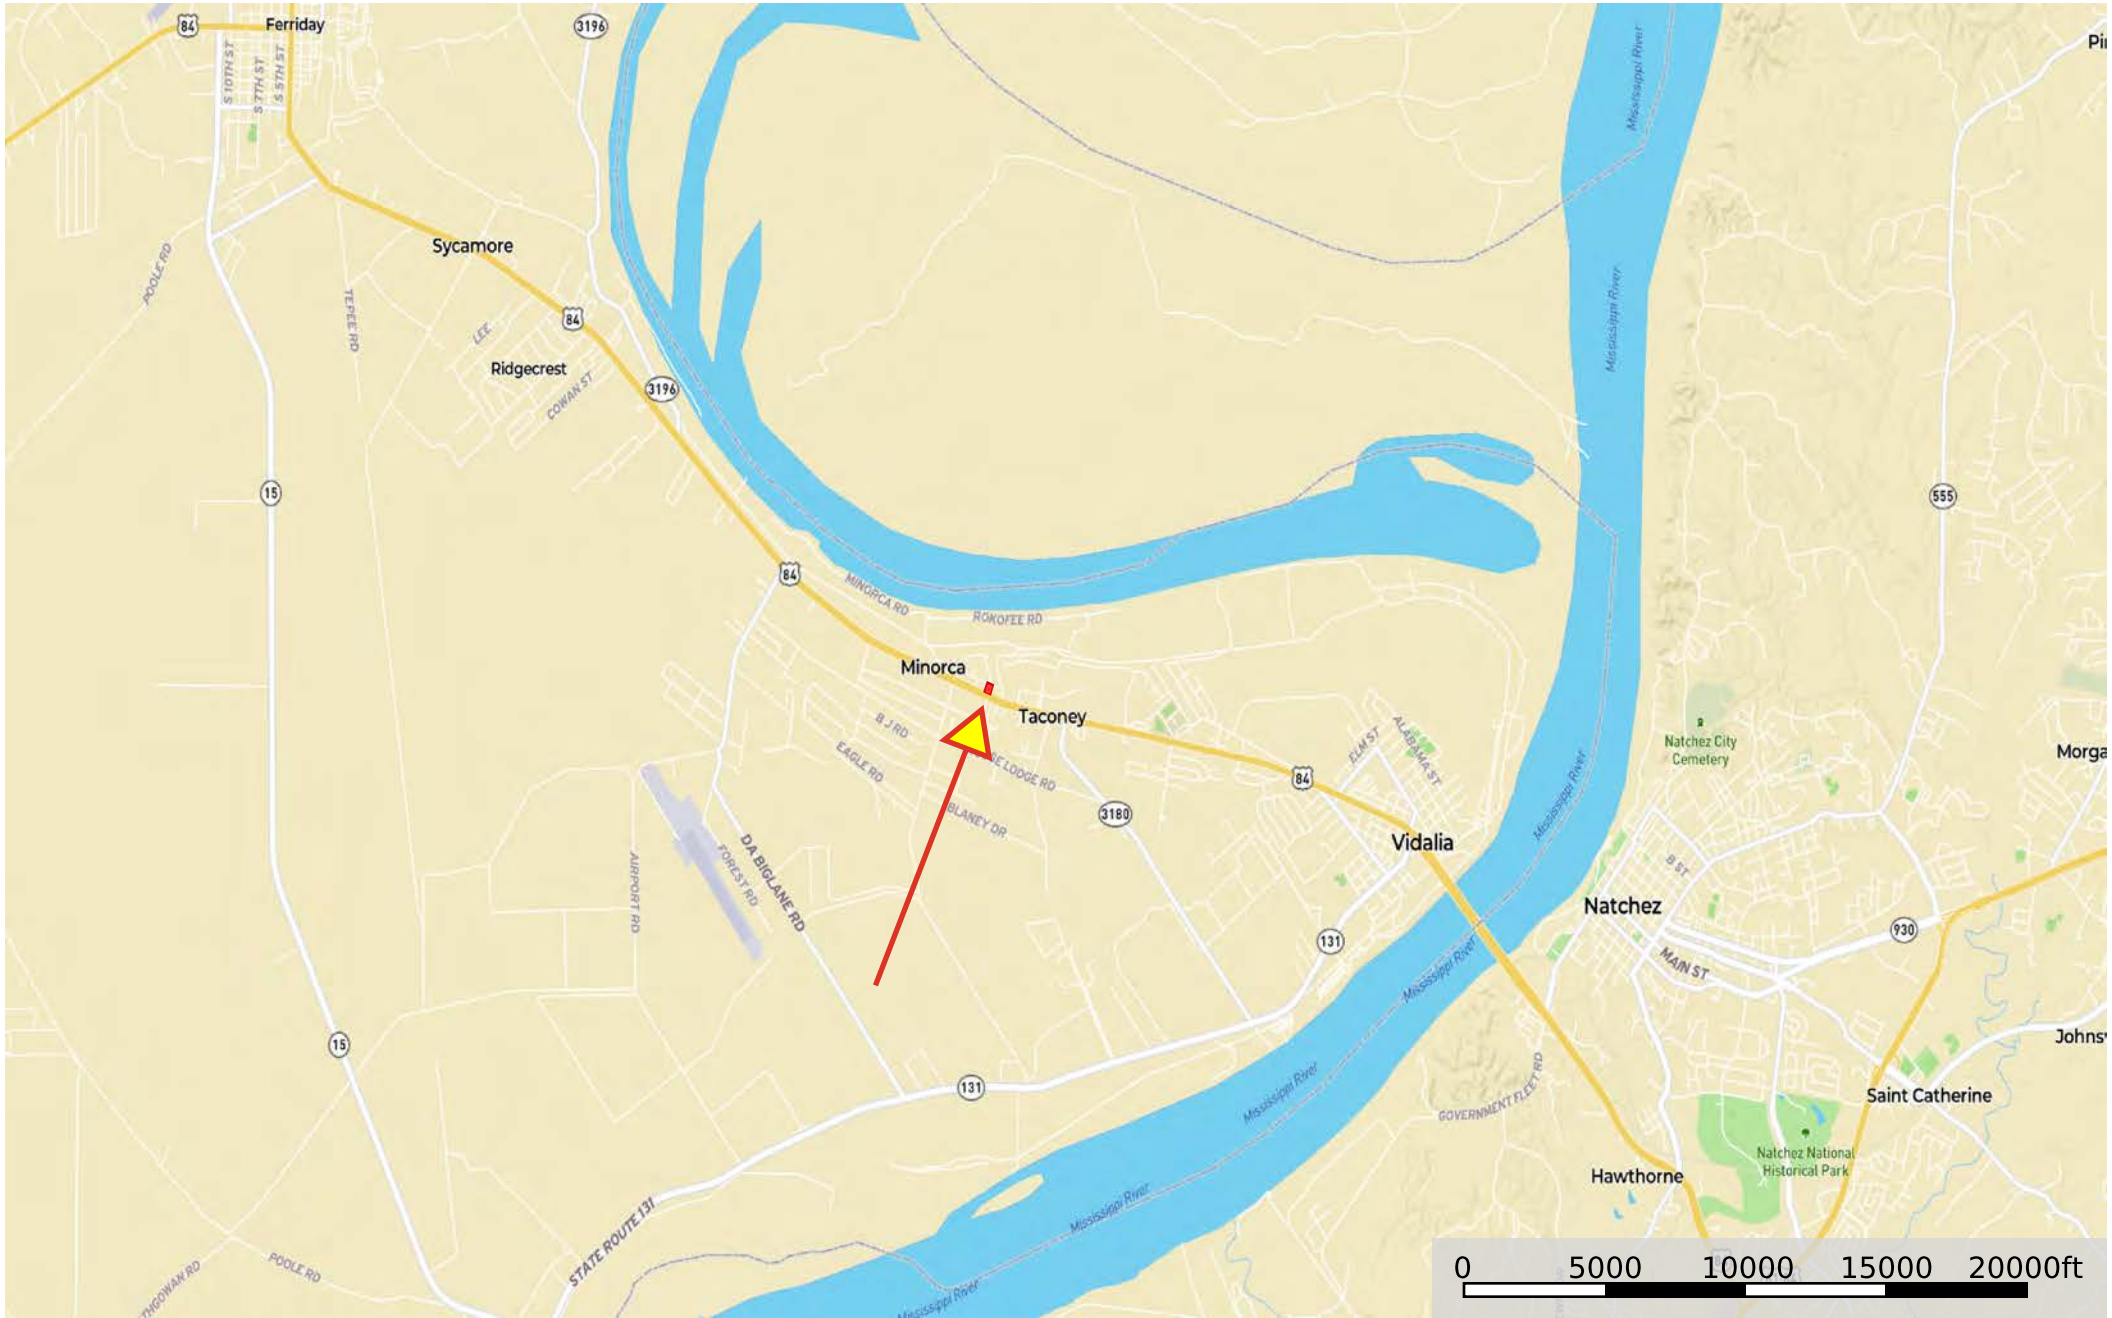 84
Ferriday
3196
Mississippi River
S 10TH ST
S 7TH ST
S 5TH ST
Sycamore
POOLE RD
TEPEE RD
84
LEE
Ridgecrest
COWAN ST
3196
Mississippi River
15
555
84
MINORCA RD
ROKOFEE RD
Minorca
Taconey
B J RD
EAGLE RD
LODGE RD
BLANEY DR
3180
ELM ST
ALABAMA ST
84
Vidalia
Mississippi River
Natchez City
Cemetery
Morga
DA BIGLANE RD
FOREST RD
AIRPORT RD
B ST
Natchez
930
MAIN ST
131
Mississippi River
15
131
Johns
Mississippi River
GOVERNMENT FLEET RD
Saint Catherine
Natchez National
Historical Park
Hawthorne
Mississippi River
STATE ROUTE 131
POOLE RD
THGOWAN RD
Mississippi River
0 5000 10000 15000 20000ft